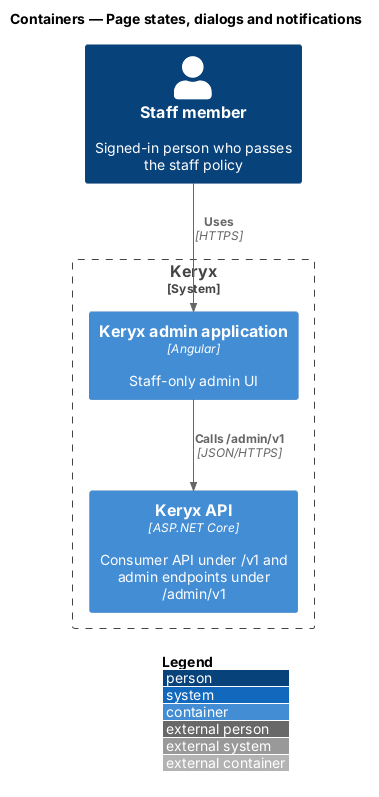 Containers — Page states, dialogs and notifications
Staff member
Signed-in person who passes
the staff policy
Uses
[HTTPS]
Keryx
[System]
Keryx admin application
[Angular]
Staff-only admin UI
Calls /admin/v1
[JSON/HTTPS]
Keryx API
[ASP.NET Core]
Consumer API under /v1 and
admin endpoints under
/admin/v1
Legend
person
system
container
external person
external system
external container